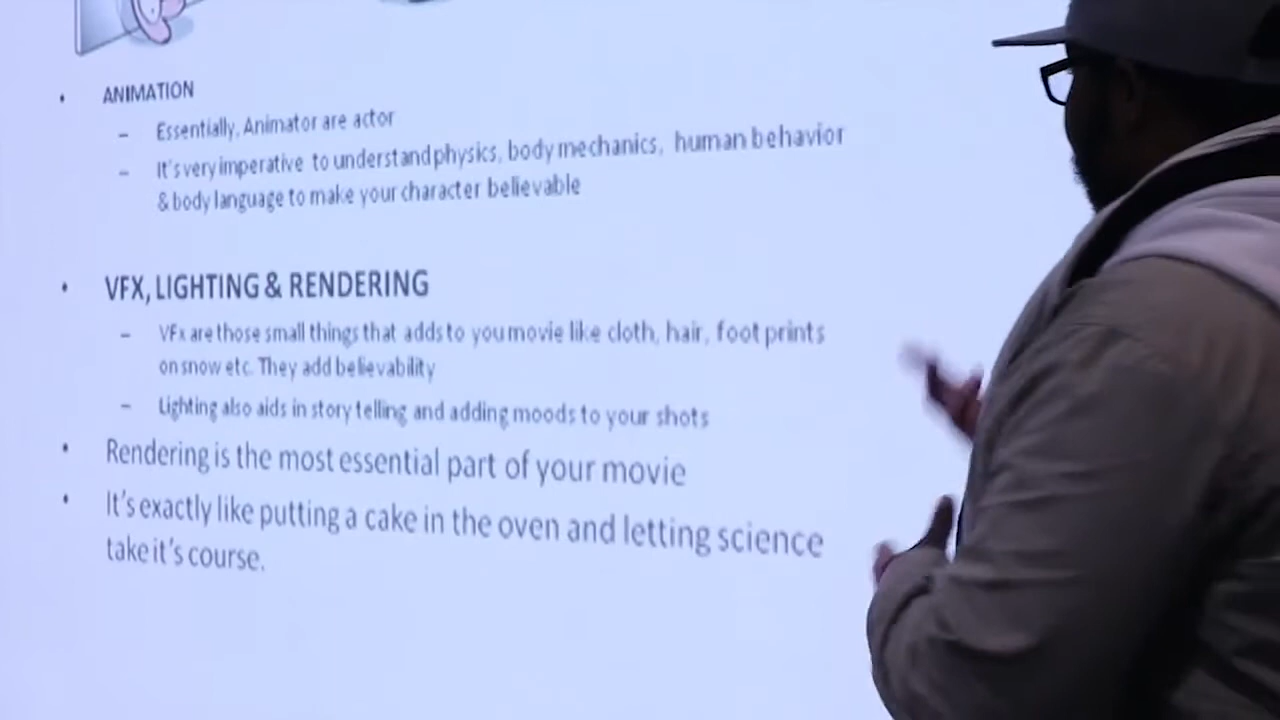 • ANIMATION
– Essentially, Animator are actor
– It's very imperative to understand physics, body mechanics, human behavior
& body language to make your character believable
• VFX, LIGHTING & RENDERING
– VFx are those small things that adds to you movie like cloth, hair, foot prints
on snow etc. They add believability
– Lighting also aids in story telling and adding moods to your shots
• Rendering is the most essential part of your movie
• It's exactly like putting a cake in the oven and letting science
take it's course.